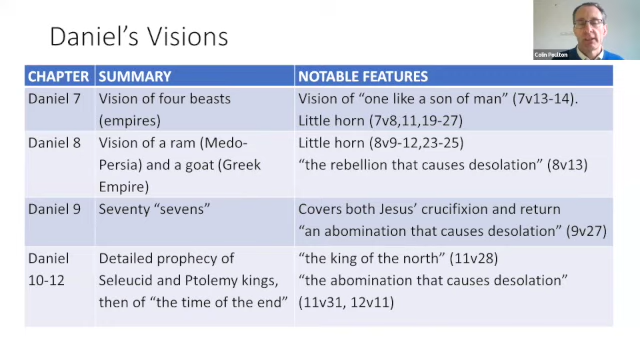 Daniel's Visions
Colin Poulton
CHAPTER SUMMARY NOTABLE FEATURES
Daniel 7 Vision of four beasts Vision of "one like a son of man" (7v13-14).
(empires) Little horn (7v8,11,19-27)
Daniel 8 Vision of a ram (Medo- Little horn (8v9-12,23-25)
Persia) and a goat (Greek "the rebellion that causes desolation" (8v13)
Empire)
Daniel 9 Seventy "sevens" Covers both Jesus' crucifixion and return
"an abomination that causes desolation" (9v27)
Daniel Detailed prophecy of "the king of the north" (11v28)
10-12 Seleucid and Ptolemy kings, "the abomination that causes desolation"
then of "the time of the end" (11v31, 12v11)